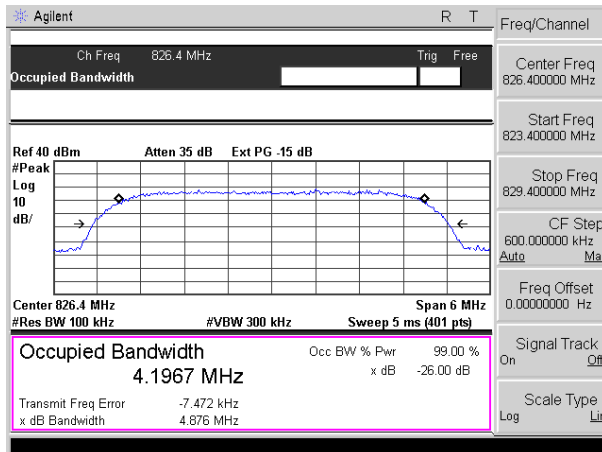 Agilent
R T
Ch Freq 826.4 MHz
Trig Free
Occupied Bandwidth
Ref 40 dBm Atten 35 dB Ext PG -15 dB
#Peak
Log
10
dB/
Center 826.4 MHz
Span 6 MHz
#Res BW 100 kHz #VBW 300 kHz Sweep 5 ms (401 pts)
Occupied Bandwidth
4.1967 MHz
Occ BW % Pwr 99.00 %
x dB -26.00 dB
Transmit Freq Error -7.472 kHz
x dB Bandwidth 4.876 MHz
Freq/Channel
Center Freq
826.400000 MHz
Start Freq
823.400000 MHz
Stop Freq
829.400000 MHz
CF Step
600.000000 kHz
Auto Ma
Freq Offset
0.00000000 Hz
Signal Track
On Off
Scale Type
Log Li